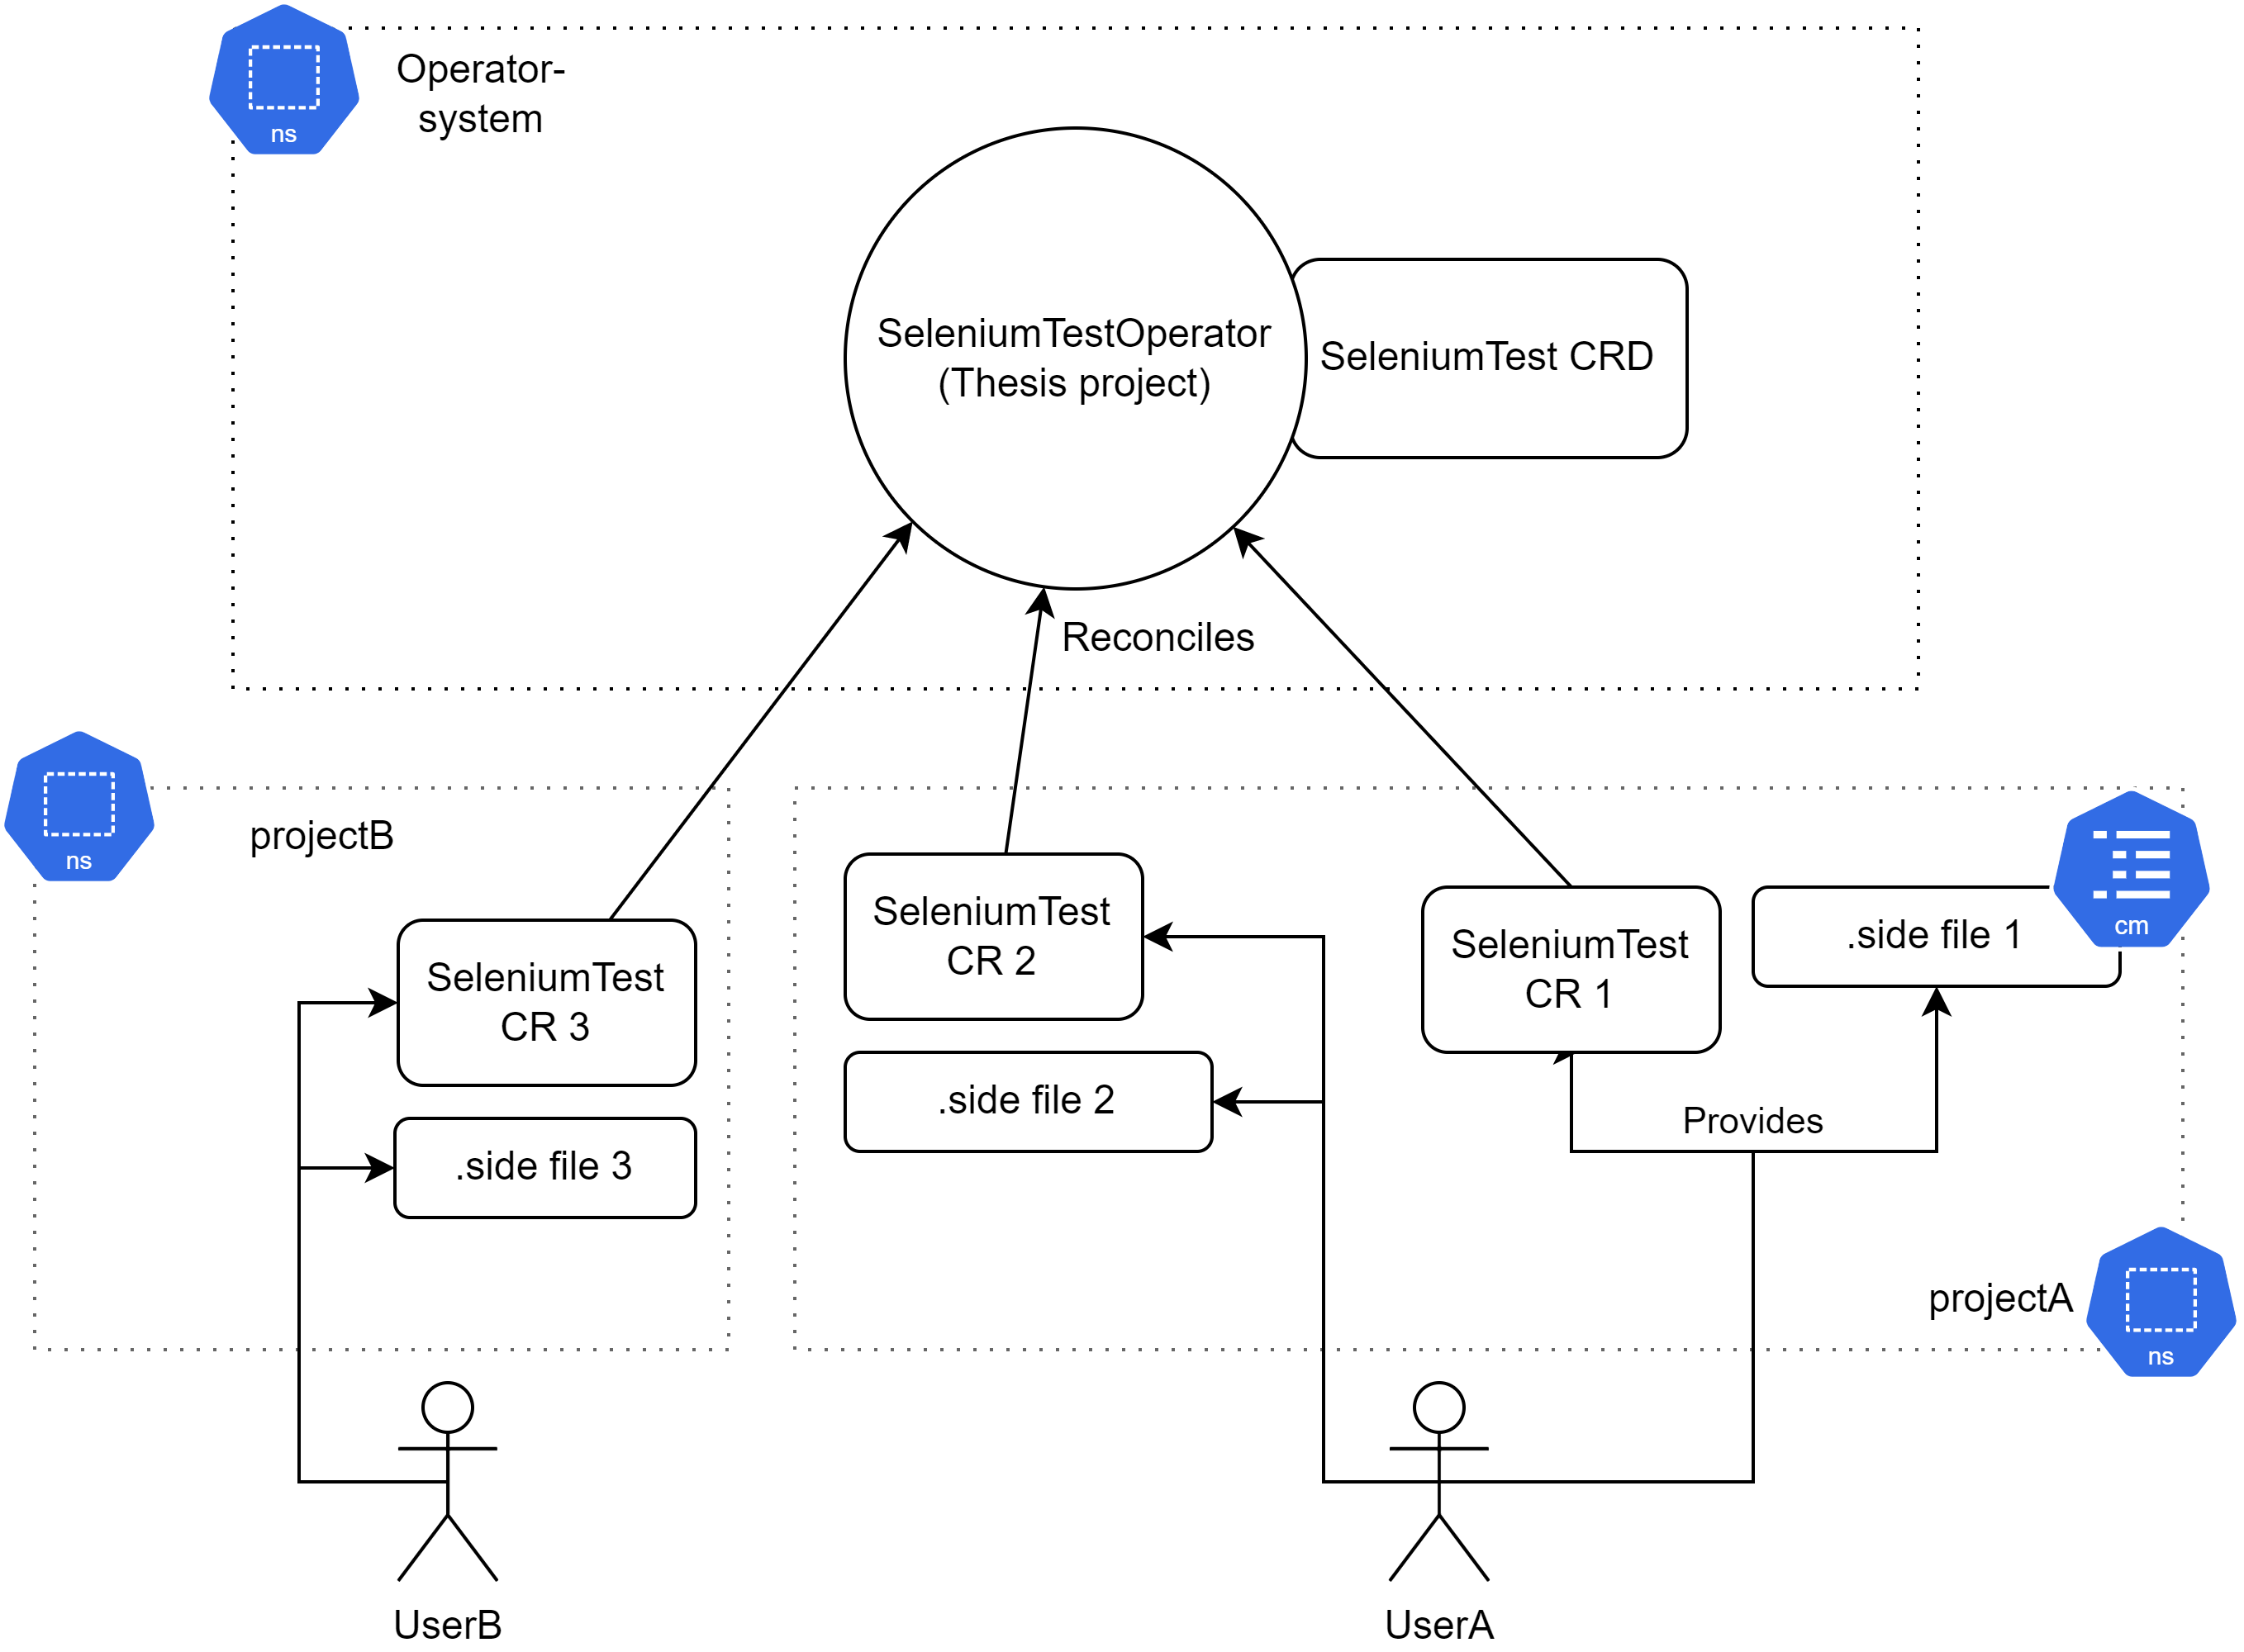 ns
Operator-
system
SeleniumTestOperator
(Thesis project)
SeleniumTest CRD
Reconciles
ns
projectB
SeleniumTest
CR 3
.side file 3
SeleniumTest
CR 2
.side file 2
SeleniumTest
CR 1
.side file 1
cm
Provides
projectA
ns
UserB
UserA